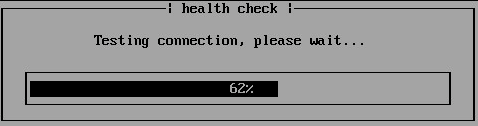 health check
Testing connection, please wait...
62%